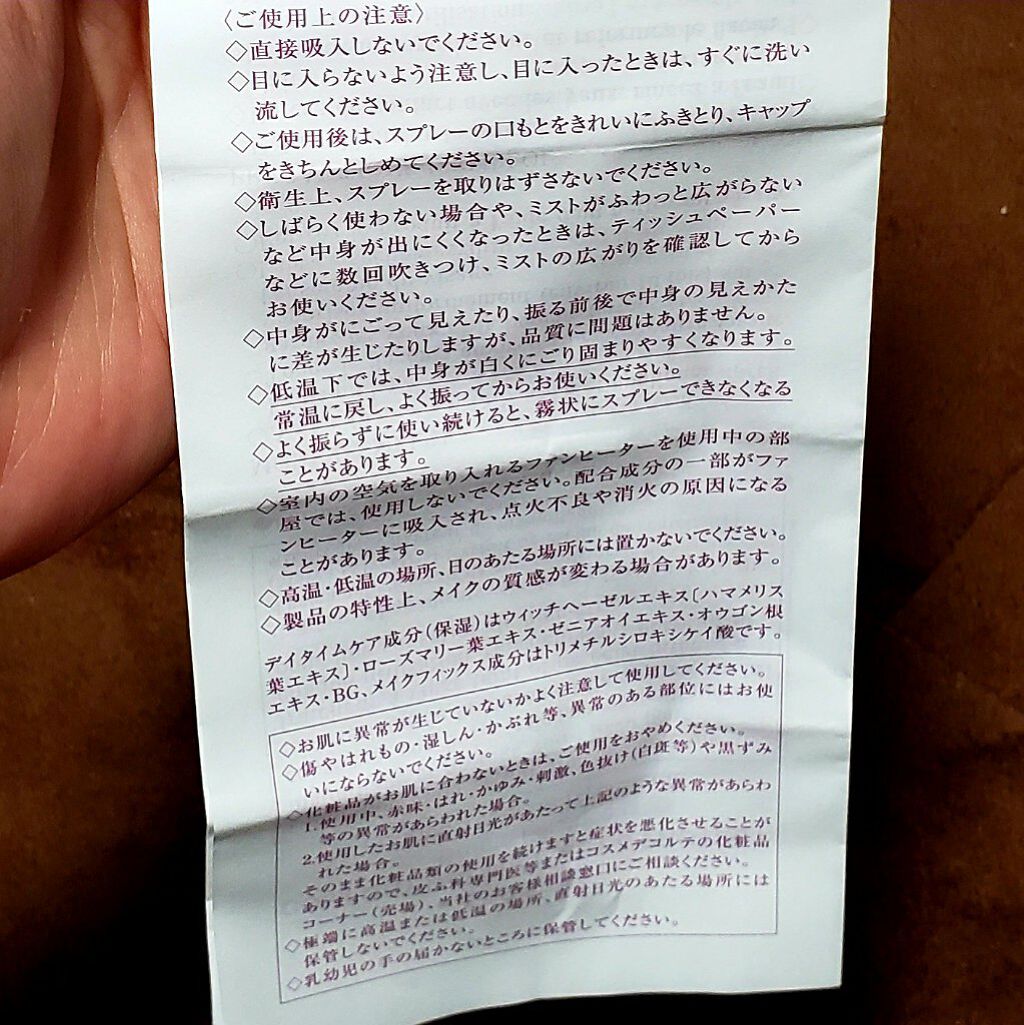 〈ご使用上の注意〉
◇直接吸入しないでください。
◇目に入らないよう注意し、目に入ったときは、すぐに洗い
流してください。
◇ご使用後は、スプレーの口もとをきれいにふきとり、キャップ
をきちんとしめてください。
◇衛生上、スプレーを取りはずさないでください。
◇しばらく使わない場合や、ミストがふわっと広がらない
など中身が出にくくなったときは、ティッシュペーパー
などに数回吹きつけ、ミストの広がりを確認してから
お使いください。
◇中身がにごって見えたり、振る前後で中身の見えかた
に差が生じたりしますが、品質に問題はありません。
◇低温下では、中身が白くにごり固まりやすくなります。
常温に戻し、よく振ってからお使いください。
◇よく振らずに使い続けると、霧状にスプレーできなくなる
ことがあります。
◇室内の空気を取り入れるファンヒーターを使用中の部
屋では、使用しないでください。配合成分の一部がファ
ンヒーターに吸入され、点火不良や消火の原因になる
ことがあります。
◇高温・低温の場所、日のあたる場所には置かないでください。
◇製品の特性上、メイクの質感が変わる場合があります。
デイタイムケア成分(保湿)はウィッチヘーゼルエキス〔ハマメリス
葉エキス〕・ローズマリー葉エキス・ゼニアオイエキス・オウゴン根
エキス・BG、メイクフィックス成分はトリメチルシロキシケイ酸です。
◇お肌に異常が生じていないかよく注意して使用してください。
◇傷やはれもの・湿しん・かぶれ等、異常のある部位にはお使
いにならないでください。
◇化粧品がお肌に合わないときは、ご使用をおやめください。
1.使用中、赤味・はれ・かゆみ・刺激、色抜け(白斑等)や黒ずみ
等の異常があらわれた場合。
2.使用したお肌に直射日光があたって上記のような異常があらわ
れた場合。
そのまま化粧品類の使用を続けますと症状を悪化させることが
ありますので、皮ふ科専門医等またはコスメデコルテの化粧品
コーナー(売場)、当社のお客様相談窓口にご相談ください。
◇極端に高温または低温の場所、直射日光のあたる場所には
保管しないでください。
◇乳幼児の手の届かないところに保管してください。